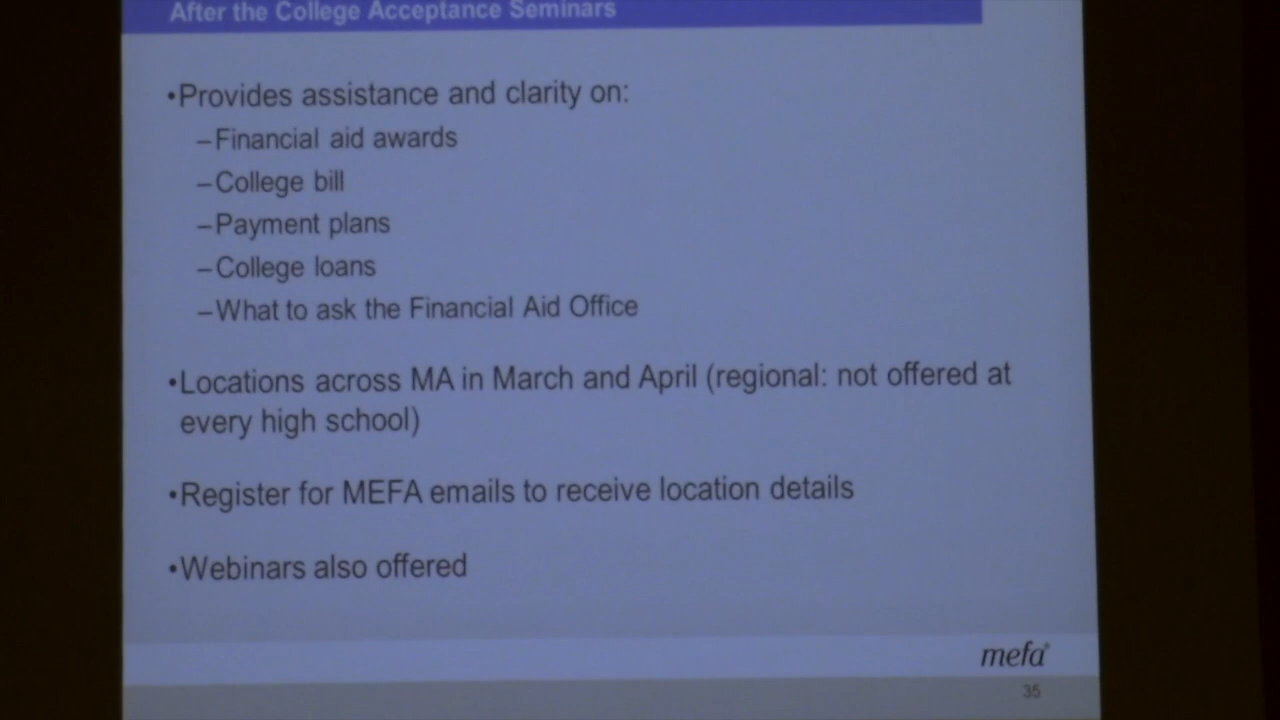 After the College Acceptance Seminars
•Provides assistance and clarity on:
–Financial aid awards
–College bill
–Payment plans
–College loans
–What to ask the Financial Aid Office
•Locations across MA in March and April (regional: not offered at
every high school)
•Register for MEFA emails to receive location details
•Webinars also offered
mefa®
35